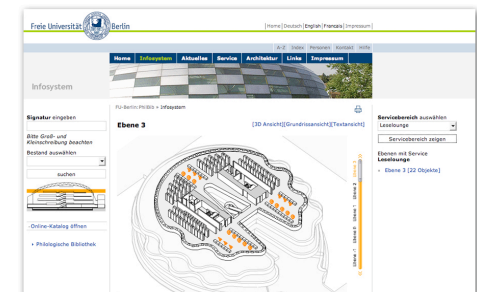 Freie Universität Berlin
|Home|Deutsch|English|Français|Impressum|
A-Z Index Personen Kontakt Hilfe
Home Infosystem Aktuelles Service Architektur Links Impressum
Infosystem
FU-Berlin: PhilBib > Infosystem
Ebene 3
[3D Ansicht][Grundrissansicht][Textansicht]
Signatur eingeben
Bitte Groß- und
Kleinschreibung beachten
Bestand auswählen
suchen
Online-Katalog öffnen
Philologische Bibliothek
Ebene 2
Ebene 1
Ebene 0
Ebene -1
Servicebereich auswählen
Leselounge
Servicebereich zeigen
Ebenen mit Service
Leselounge
Ebene 3 [22 Objekte]